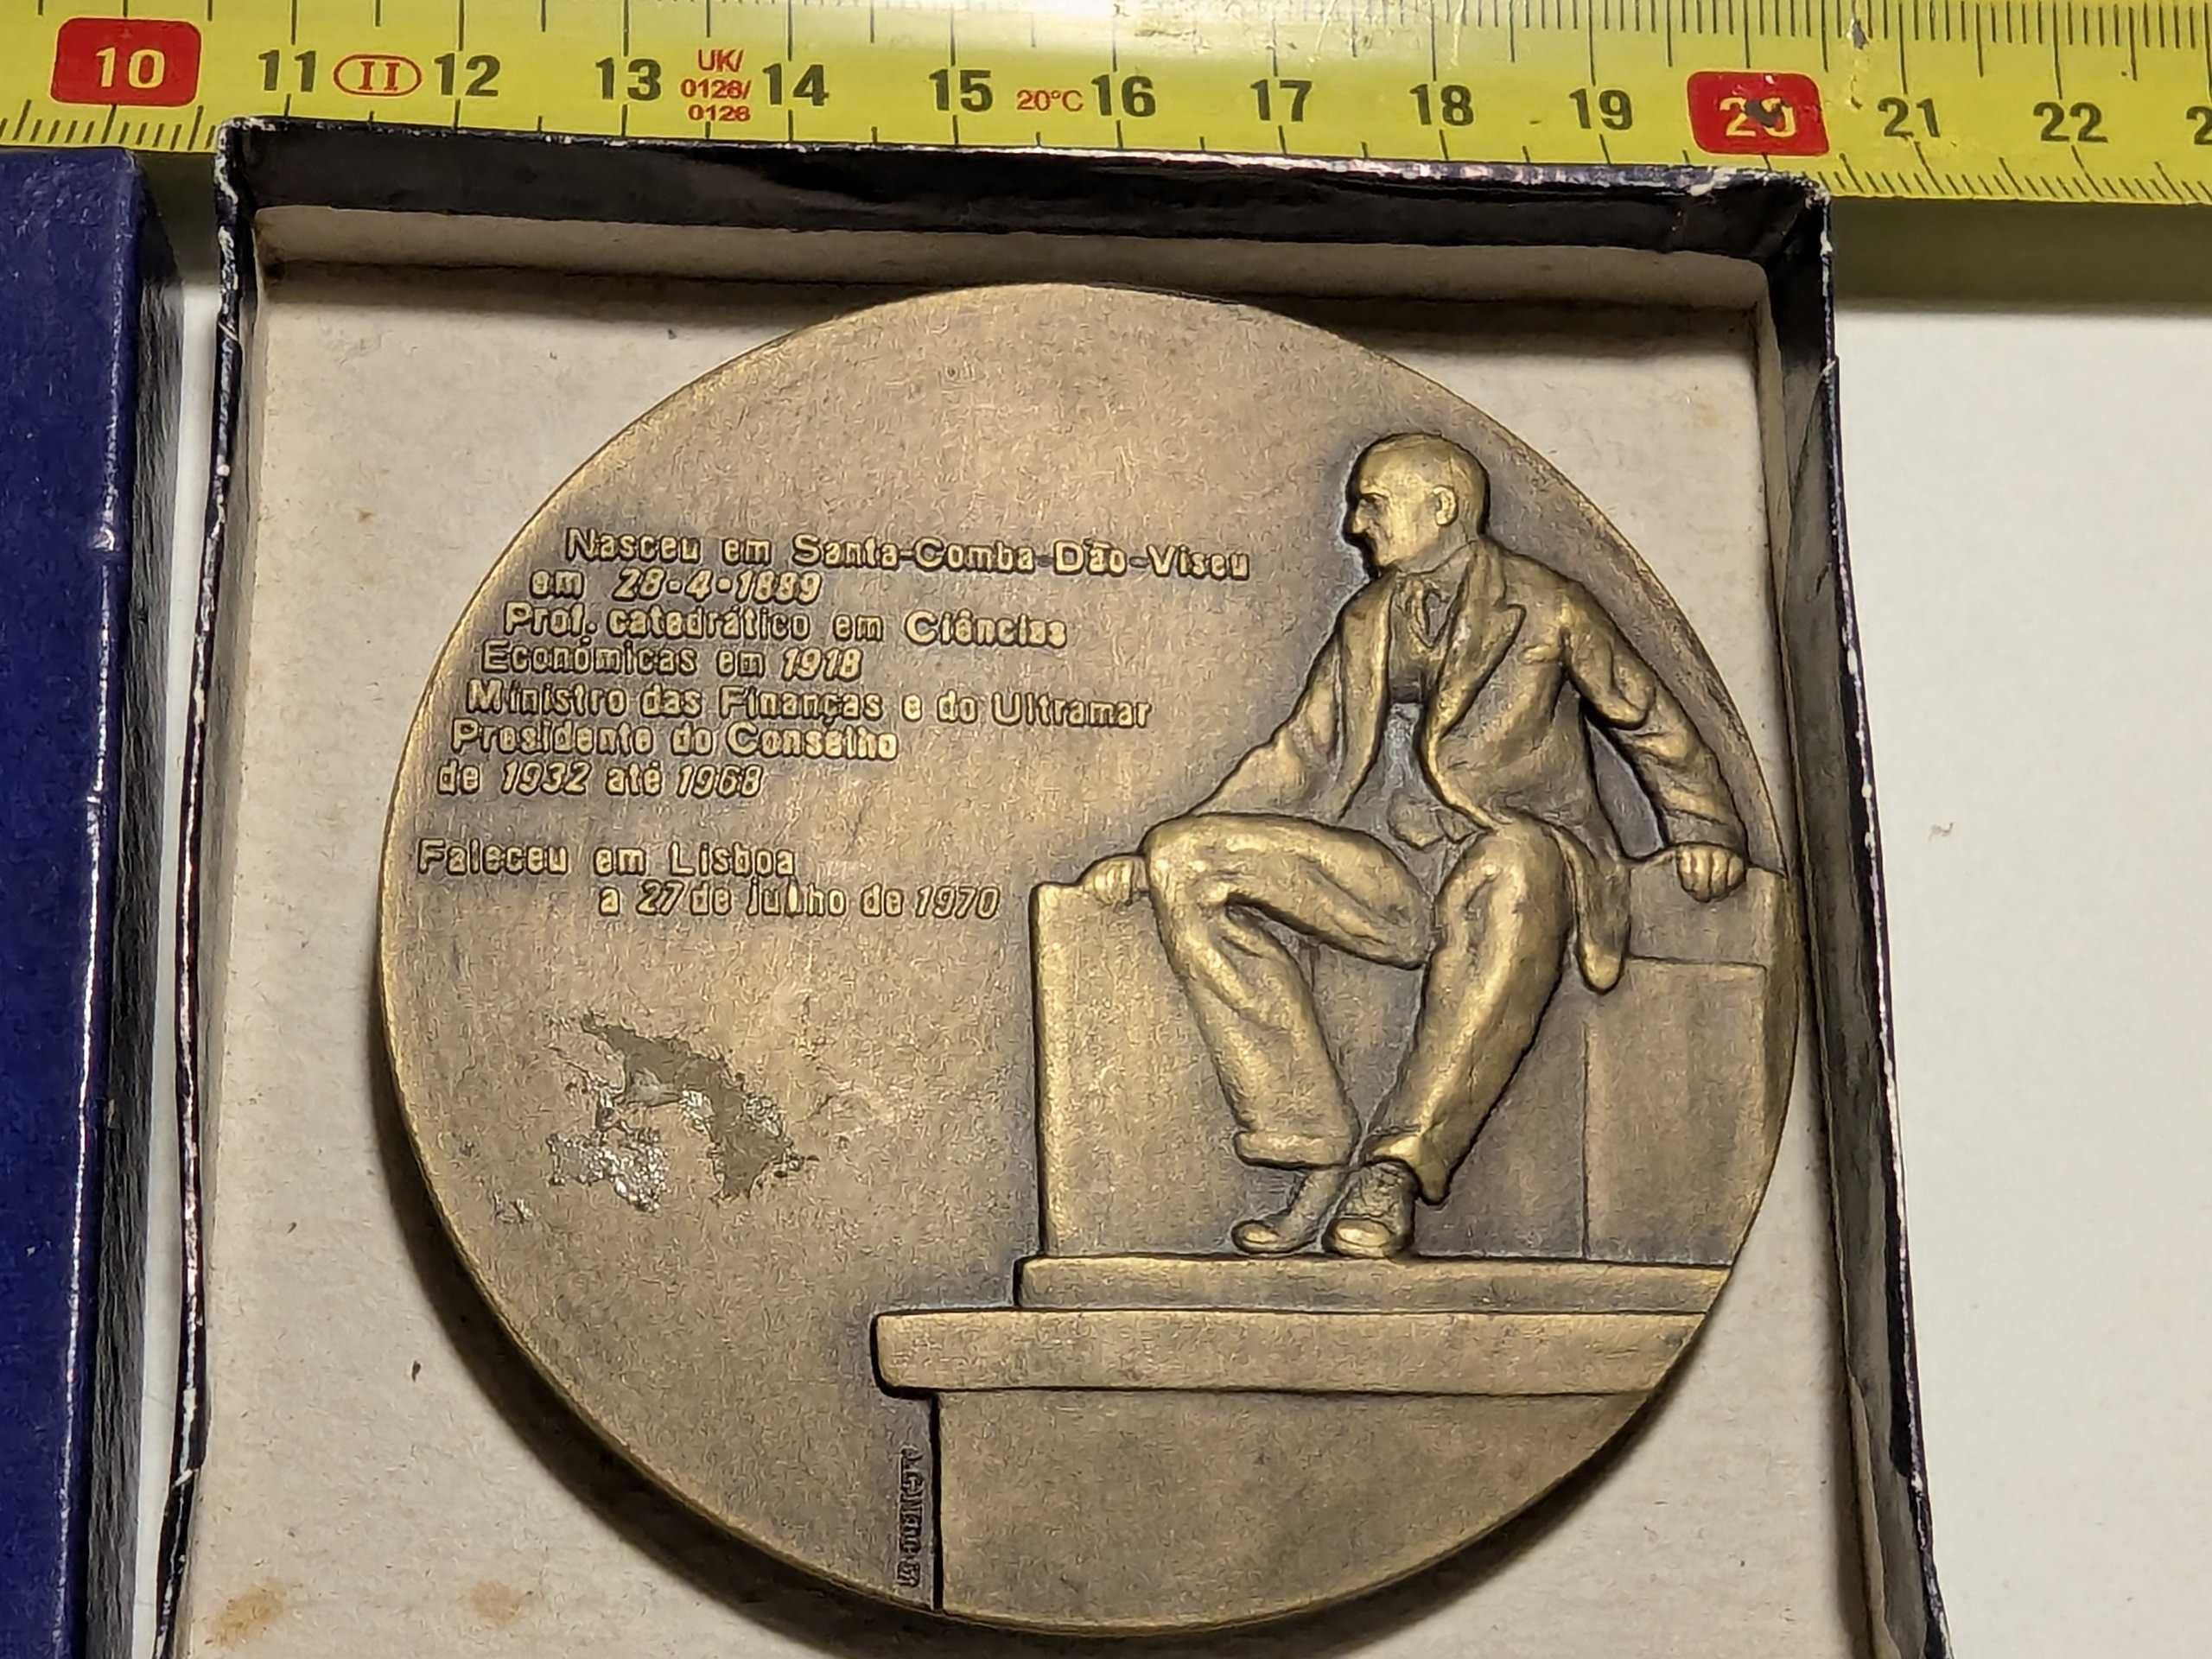 10 11 II 12 13 UK/ 0126/ 0126 14 15 20°C 16 17 18 19 20 21 22 2
Nasceu em Santa-Comba-Dão-Viseu
em 28-4-1889
Prof. catedrático em Ciências
Económicas em 1918
Ministro das Finanças e do Ultramar
Presidente do Conselho
de 1932 até 1968
Faleceu em Lisboa
a 27 de julho de 1970